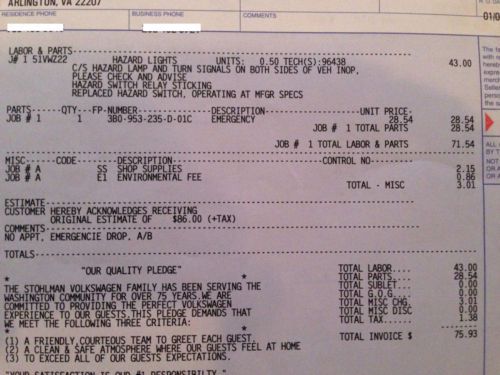 ARLINGTON, VA 22207
RESIDENCE PHONE BUSINESS PHONE COMMENTS 01/0
LABOR & PARTS
J# 1 51VWZ22 HAZARD LIGHTS UNITS: 0.50 TECH(S):96438 43.00
C/S HAZARD LAMP AND TURN SIGNALS ON BOTH SIDES OF VEH INOP,
PLEASE CHECK AND ADVISE
HAZARD SWITCH RELAY STICKING
REPLACED HAZARD SWITCH, OPERATING AT MFGR SPECS
PARTS------QTY---FP-NUMBER---------------DESCRIPTION--------------------UNIT PRICE-
JOB # 1 1 3B0-953-235-D-01C EMERGENCY 28.54 28.54
JOB # 1 TOTAL PARTS 28.54
JOB # 1 TOTAL LABOR & PARTS 71.54
MISC------CODE------DESCRIPTION---------------------------CONTROL NO---------
JOB # A SS SHOP SUPPLIES 2.15
JOB # A E1 ENVIRONMENTAL FEE 0.86
TOTAL - MISC 3.01
ESTIMATE
CUSTOMER HEREBY ACKNOWLEDGES RECEIVING
ORIGINAL ESTIMATE OF $86.00 (+TAX)
COMMENTS
NO APPT, EMERGENCIE DROP, A/B
TOTALS
"OUR QUALITY PLEDGE"
* *
THE STOHLMAN VOLKSWAGEN FAMILY HAS BEEN SERVING THE
WASHINGTON COMMUNITY FOR OVER 75 YEARS.WE ARE
COMMITTED TO PROVIDING THE PERFECT VOLKSWAGEN
EXPERIENCE TO OUR GUESTS.THIS PLEDGE DEMANDS THAT
WE MEET THE FOLLOWING THREE CRITERIA:
* *
(1) A FRIENDLY,COURTEOUS TEAM TO GREET EACH GUEST
(2) A CLEAN & SAFE ATMOSPHERE WHERE OUR GUESTS FEEL AT HOME
(3) TO EXCEED ALL OF OUR GUESTS EXPECTATIONS.
TOTAL LABOR.... 43.00
TOTAL PARTS.... 28.54
TOTAL SUBLET... 0.00
TOTAL G.O.G.... 0.00
TOTAL MISC CHG. 3.01
TOTAL MISC DISC 0.00
TOTAL TAX...... 1.38
TOTAL INVOICE $ 75.93
"YOUR SATISFACTION IS OUR #1 RESPONSIBILTY."